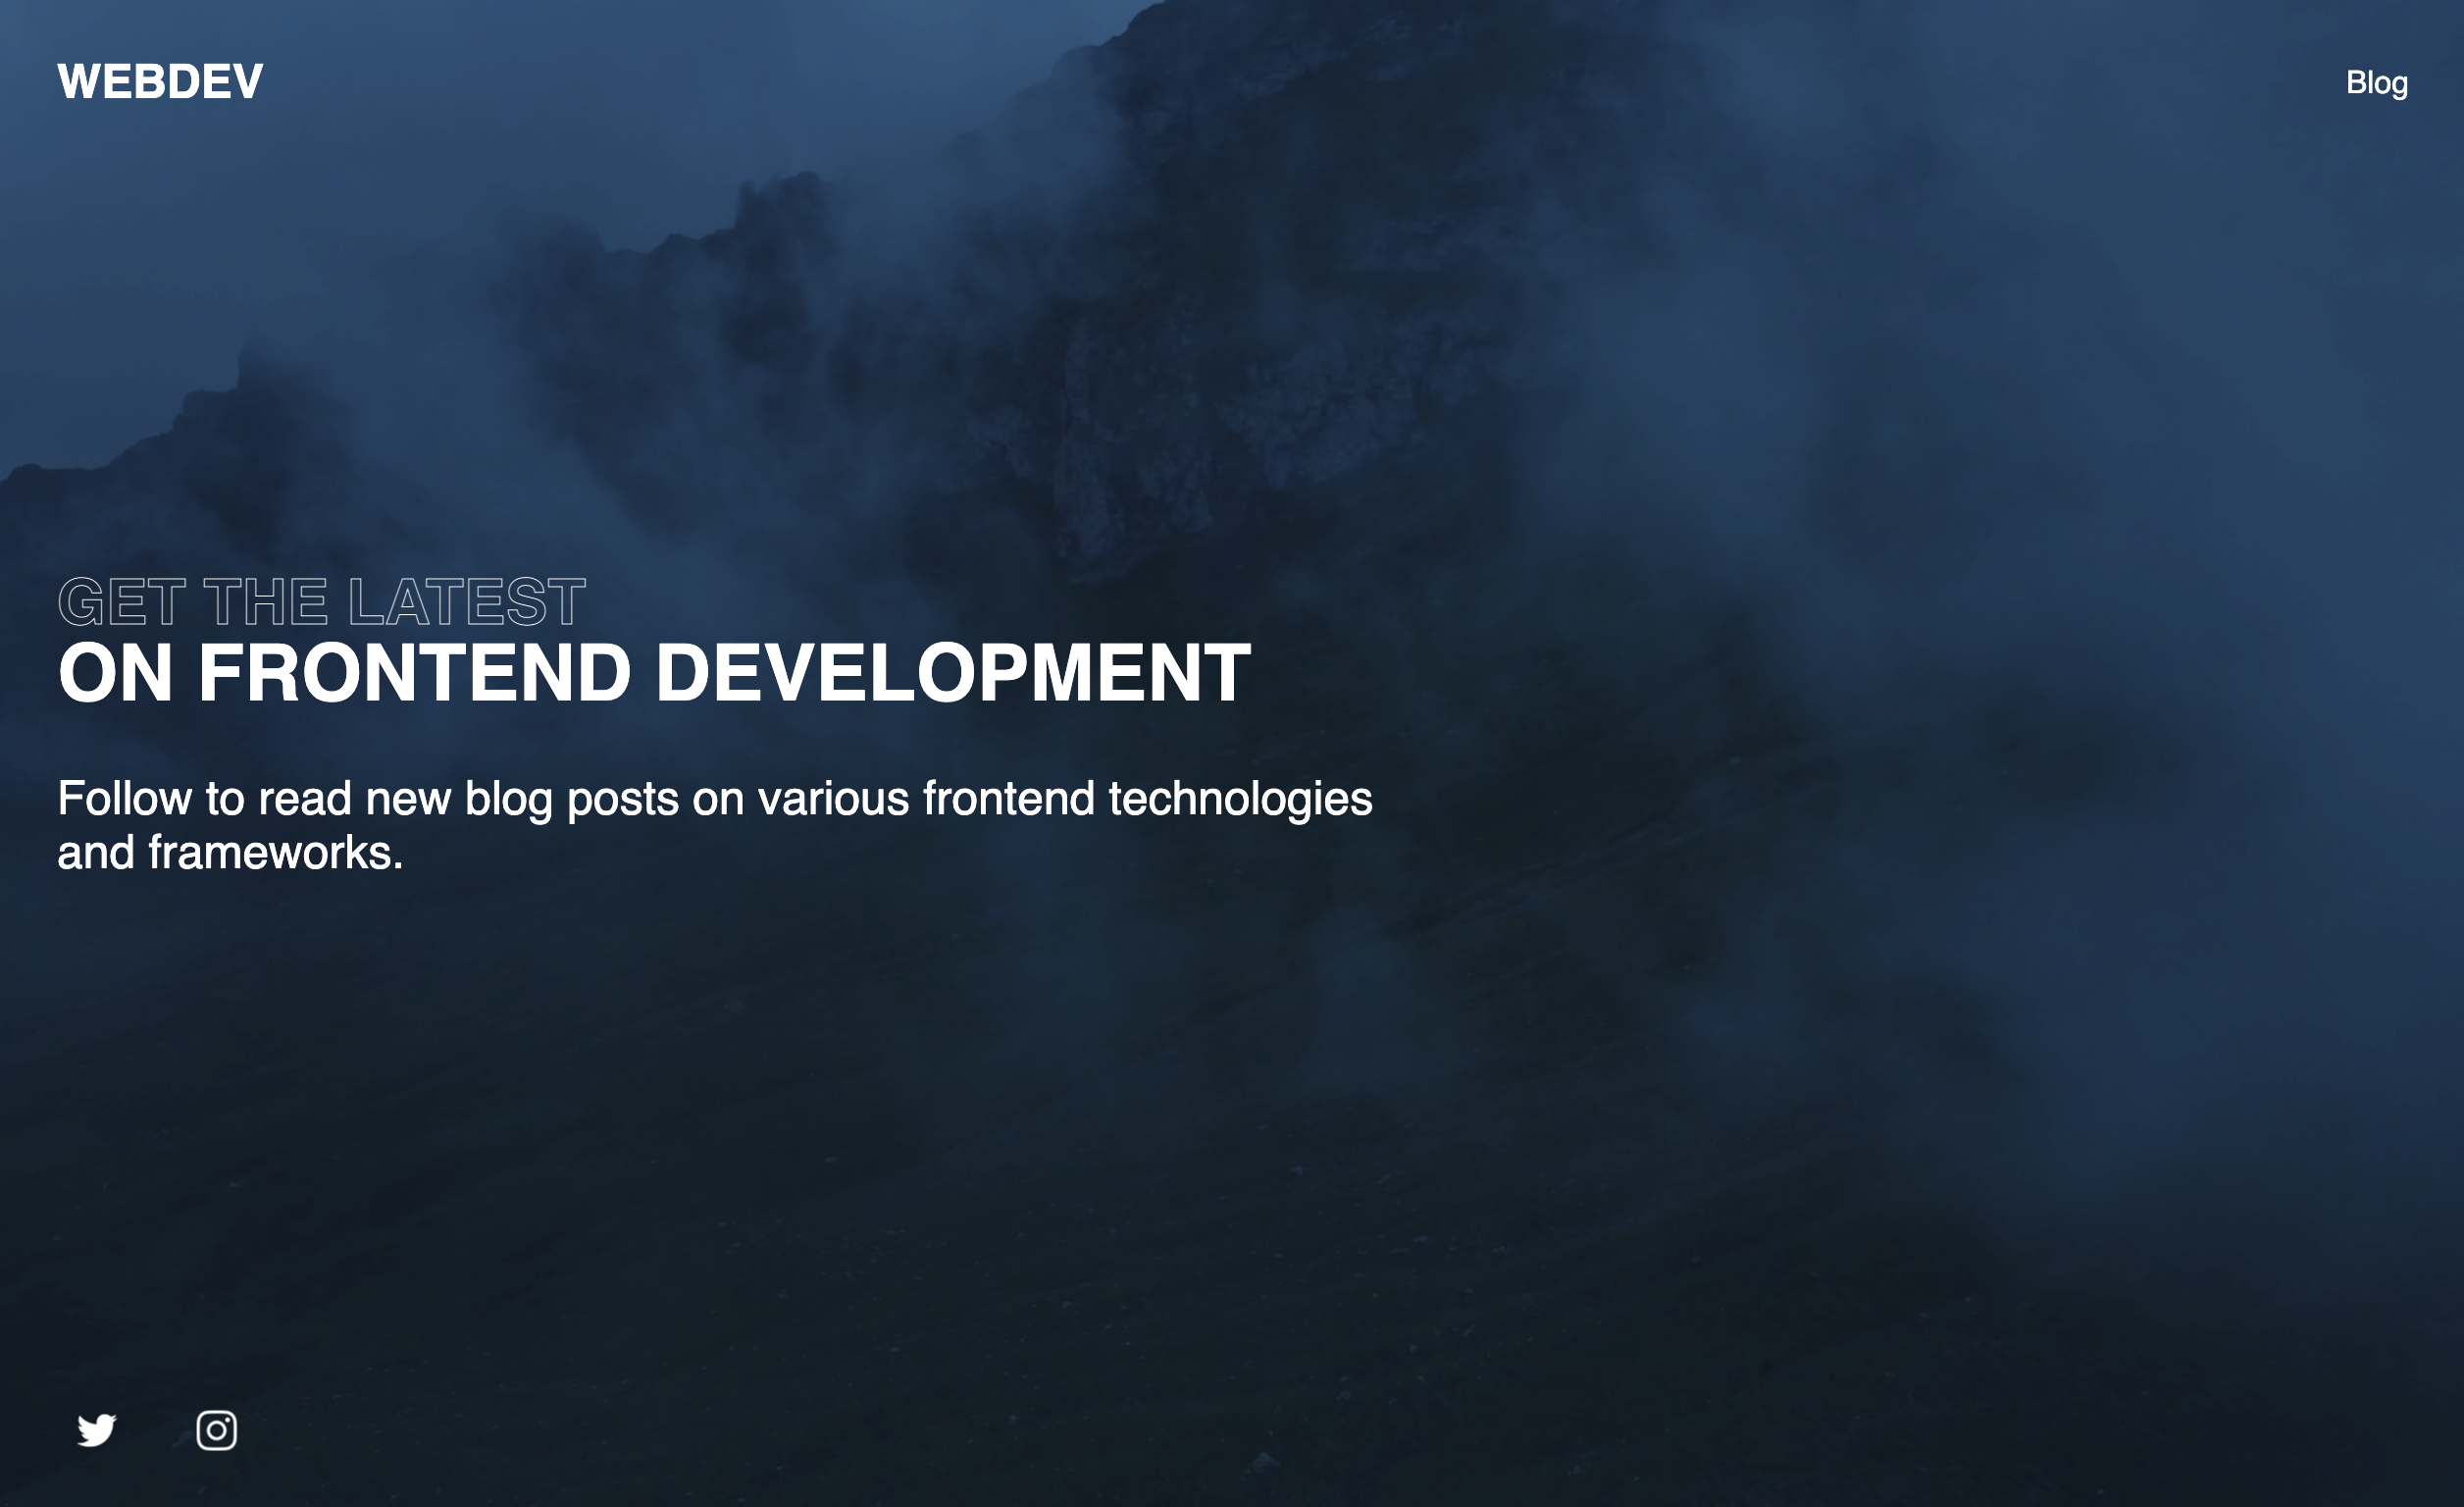 WEBDEV
Blog
GET THE LATEST
ON FRONTEND DEVELOPMENT
Follow to read new blog posts on various frontend technologies
and frameworks.